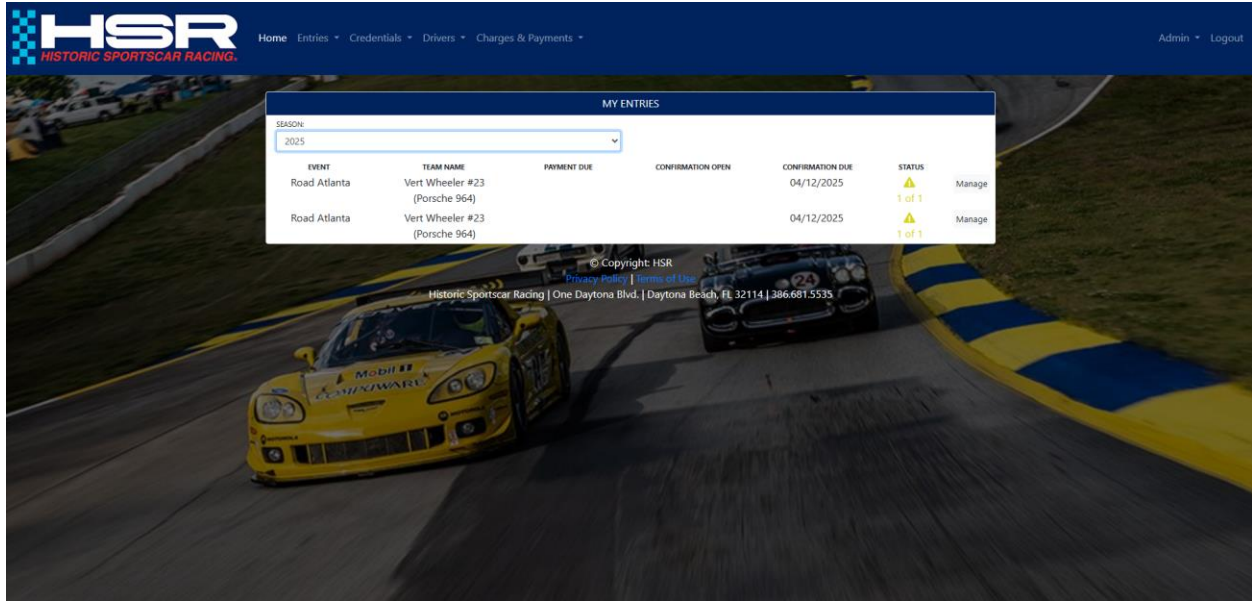 HSR
HISTORIC SPORTSCAR RACING.
Home Entries Credentials Drivers Charges & Payments Admin Logout
MY ENTRIES
SEASON:
2025
EVENT TEAM NAME PAYMENT DUE CONFIRMATION OPEN CONFIRMATION DUE STATUS
Road Atlanta Vert Wheeler #23 04/12/2025 Manage
(Porsche 964) 1 of 1
Road Atlanta Vert Wheeler #23 04/12/2025 Manage
(Porsche 964) 1 of 1
© Copyright: HSR
Privacy Policy | Terms of Use
Historic Sportscar Racing | One Daytona Blvd. | Daytona Beach, FL 32114 | 386.681.5535
24
Mobil 1
COMPUWARE
MOTOROLA